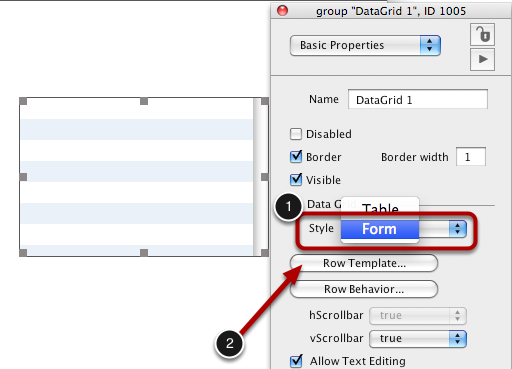 group "DataGrid 1", ID 1005
Basic Properties
Name DataGrid 1
Disabled
Border Border width 1
Visible
1 Data G
Table
Style Form
Row Template...
Row Behavior...
hScrollbar true
2 vScrollbar true
Allow Text Editing